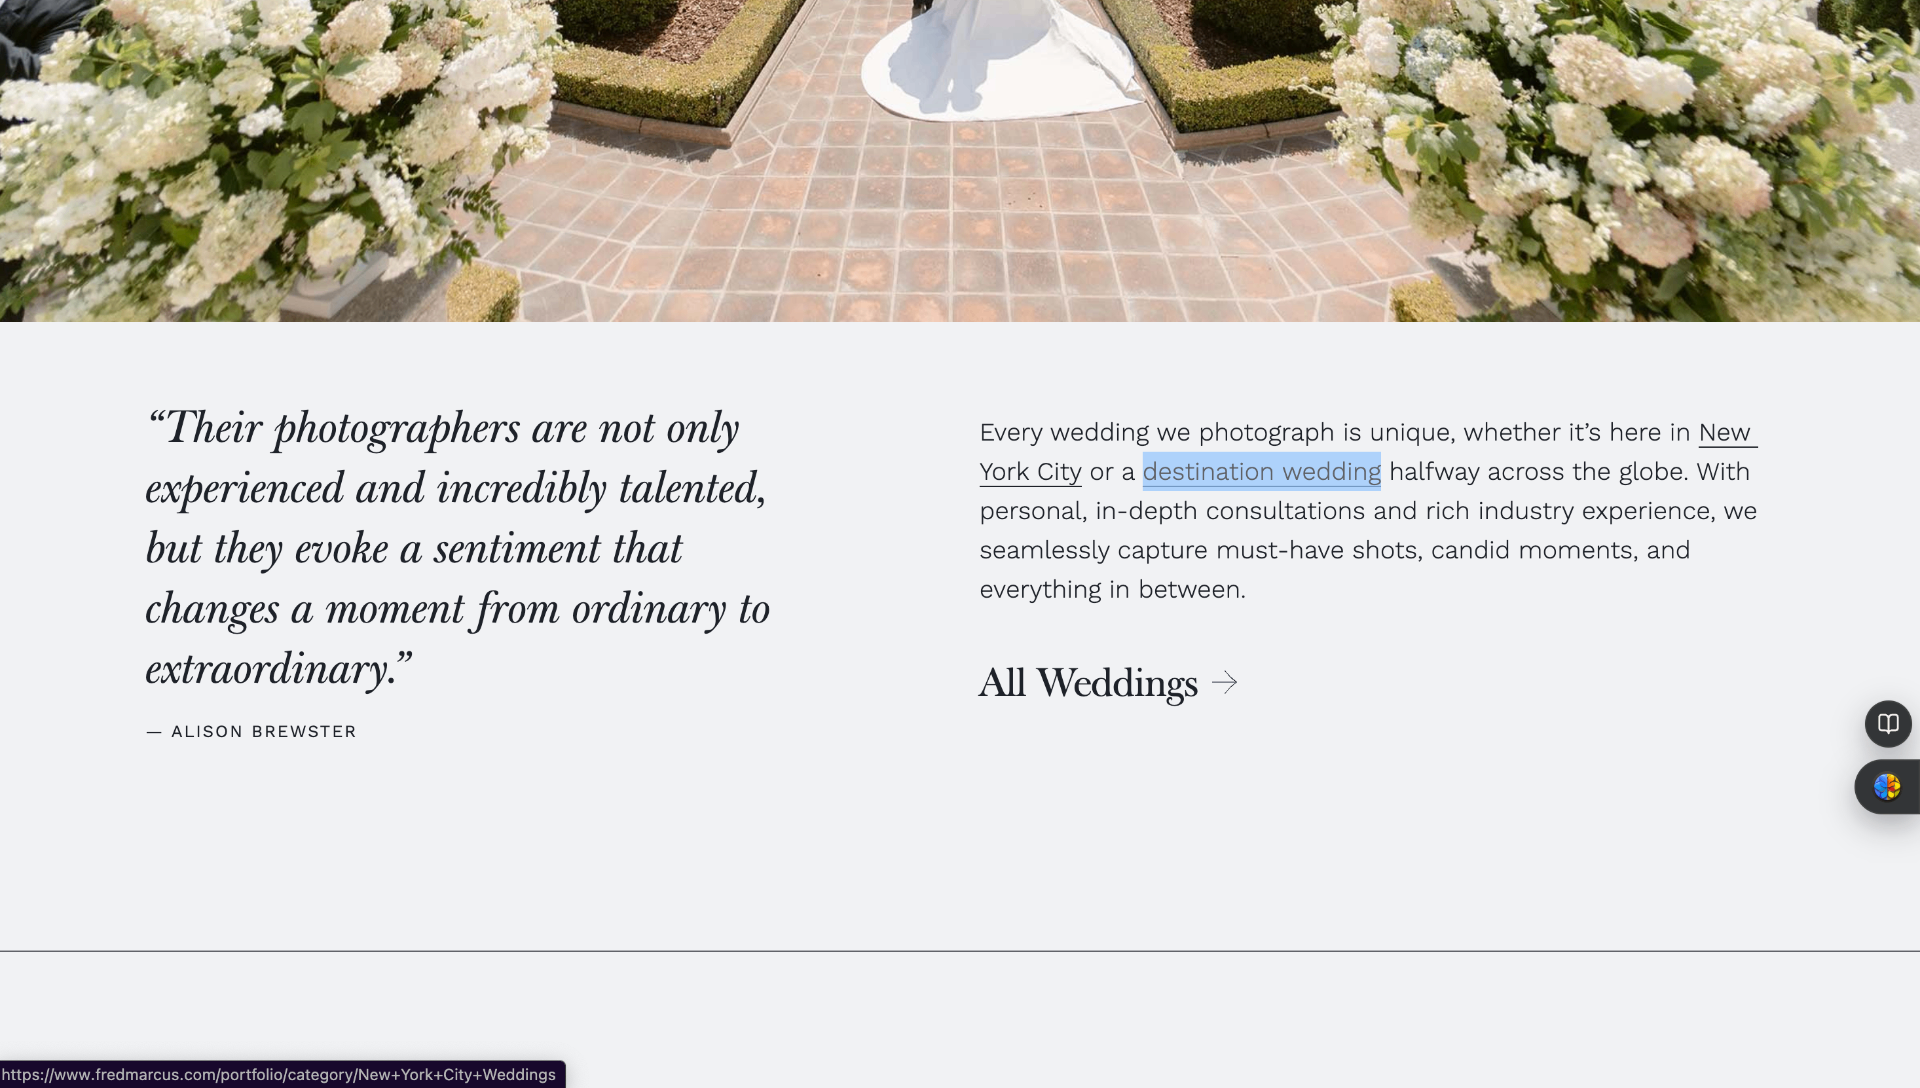 “Their photographers are not only
experienced and incredibly talented,
but they evoke a sentiment that
changes a moment from ordinary to
extraordinary.”
— ALISON BREWSTER
Every wedding we photograph is unique, whether it’s here in New
York City or a destination wedding halfway across the globe. With
personal, in-depth consultations and rich industry experience, we
seamlessly capture must-have shots, candid moments, and
everything in between.
All Weddings →
https://www.fredmarcus.com/portfolio/category/New+York+City+Weddings